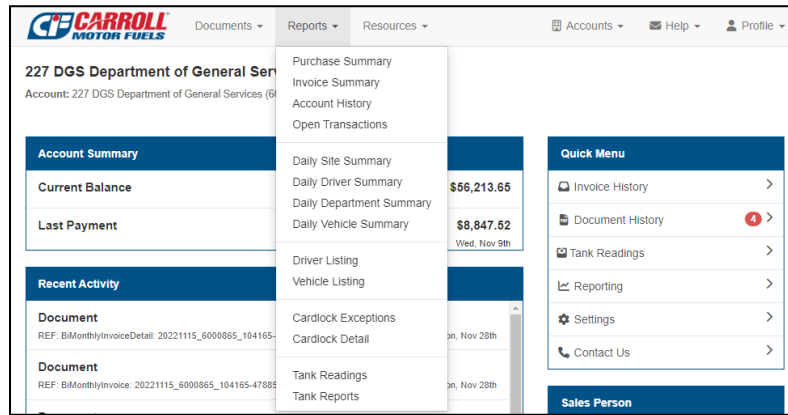 CARROLL
MOTOR FUELS
Documents
Reports
Resources
Accounts
Help
Profile
227 DGS Department of General Serv
Account: 227 DGS Department of General Services (60
Purchase Summary
Invoice Summary
Account History
Open Transactions
Daily Site Summary
Daily Driver Summary
Daily Department Summary
Daily Vehicle Summary
Driver Listing
Vehicle Listing
Cardlock Exceptions
Cardlock Detail
Tank Readings
Tank Reports
Account Summary
Current Balance $56,213.65
Last Payment $8,847.52
Wed, Nov 9th
Recent Activity
Document
REF: BiMonthlyInvoiceDetail: 20221115_6000865_104165- on, Nov 28th
Document
REF: BiMonthlyInvoice: 20221115_6000865_104165-47885 on, Nov 28th
Quick Menu
Invoice History
Document History 4
Tank Readings
Reporting
Settings
Contact Us
Sales Person